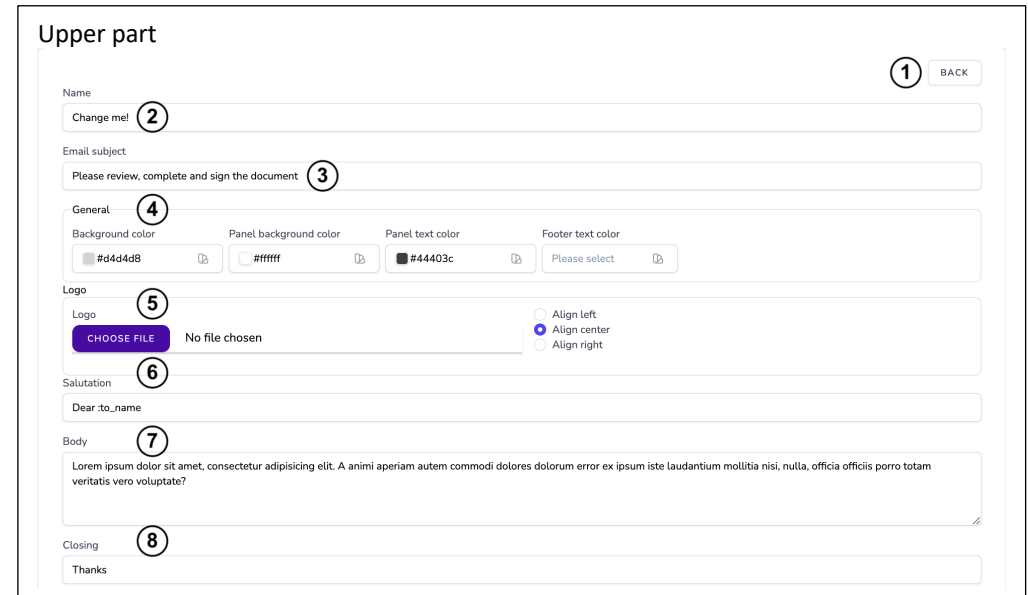 Upper part
1 BACK
Name
Change me! 2
Email subject
Please review, complete and sign the document 3
General 4
Background color Panel background color Panel text color Footer text color
#d4d4d8 #ffffff #44403c Please select
Logo
5
Logo
CHOOSE FILE No file chosen
Align left
Align center
Align right
6
Salutation
Dear :to_name
Body 7
Lorem ipsum dolor sit amet, consectetur adipisicing elit. A animi aperiam autem commodi dolores dolorum error ex ipsum iste laudantium mollitia nisi, nulla, officia officiis porro totam
veritatis vero voluptate?
Closing 8
Thanks